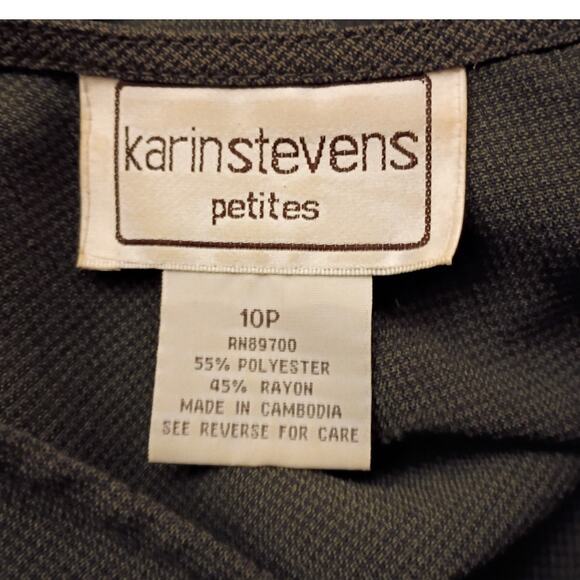 karinstevens
petites
10P
RN89700
55% POLYESTER
45% RAYON
MADE IN CAMBODIA
SEE REVERSE FOR CARE